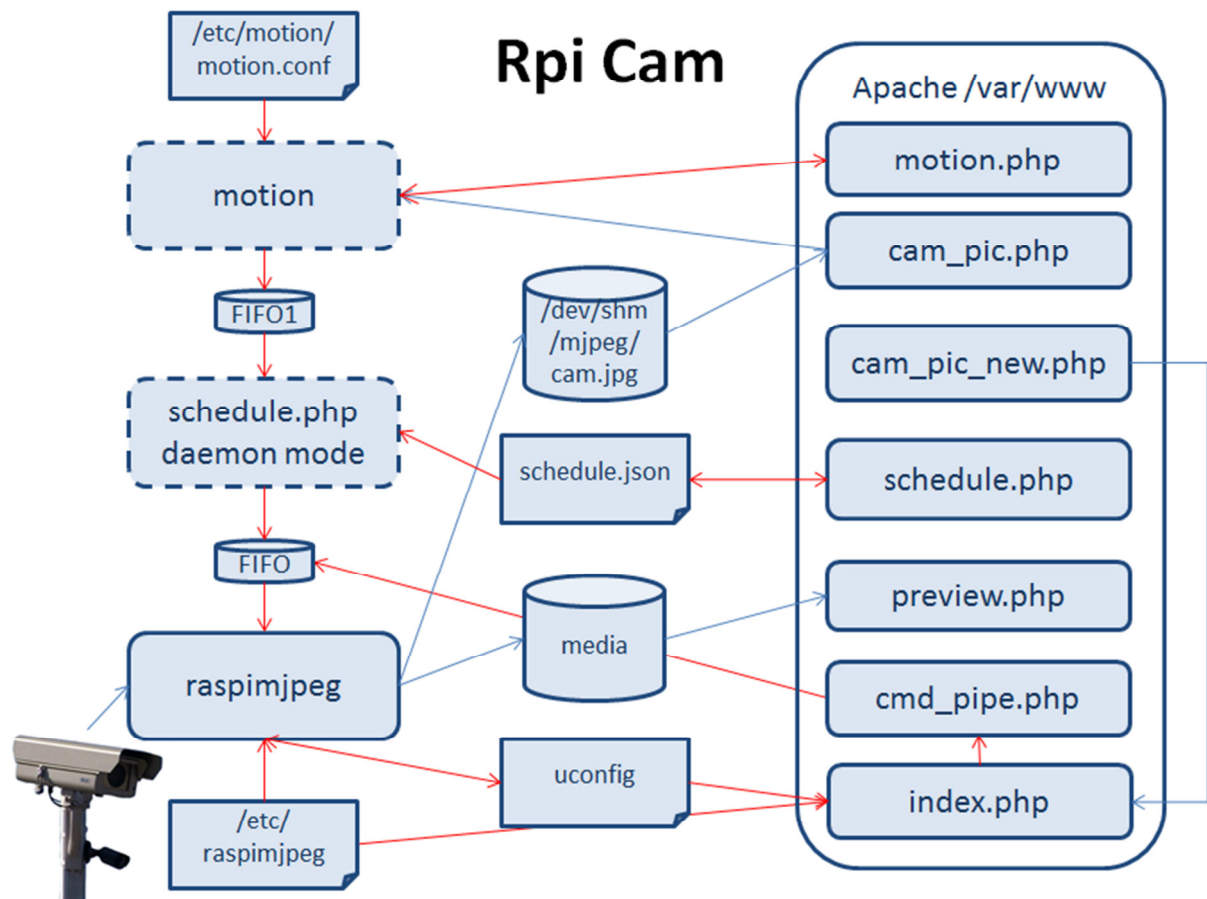 /etc/motion/
motion.conf
Rpi Cam
Apache /var/www
motion
motion.php
cam_pic.php
FIFO1
/dev/shm
/mjpeg/
cam.jpg
cam_pic_new.php
schedule.php
daemon mode
schedule.json
schedule.php
FIFO
media
preview.php
raspimjpeg
cmd_pipe.php
uconfig
index.php
/etc/
raspimjpeg